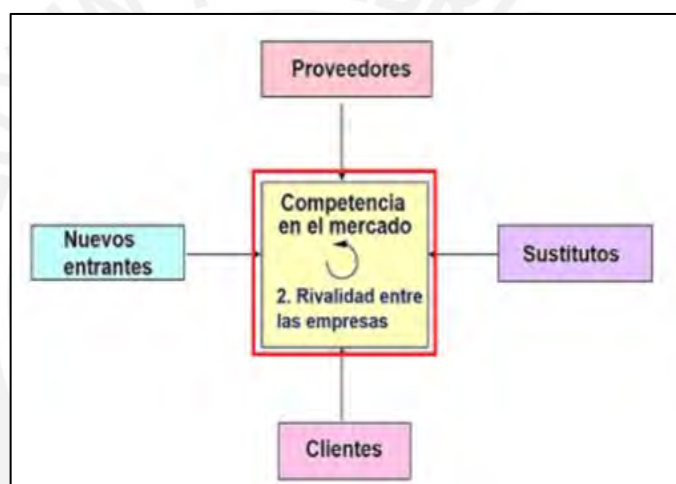 Proveedores
Competencia
en el mercado
Nuevos
entrantes
Sustitutos
2. Rivalidad entre
las empresas
Clientes